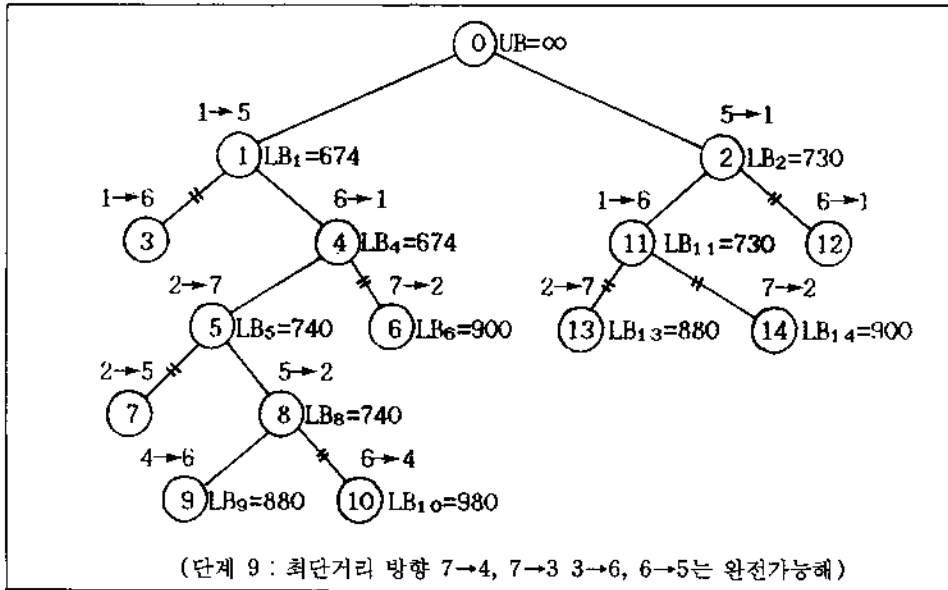 0 UB=∞
1→5 5→1
1 LB₁=674 2 LB₂=730
1→6 6→1 1→6 6→1
3 4 LB₄=674 11 LB₁₁=730 12
2→7 7→2 2→7 7→2
5 LB₅=740 6 LB₆=900 13 LB₁₃=880 14 LB₁₄=900
2→5 5→2
7 8 LB₈=740
4→6 6→4
9 LB₉=880 10 LB₁₀=980
(단계 9 : 최단거리 방향 7→4, 7→3 3→6, 6→5는 완전가능해)